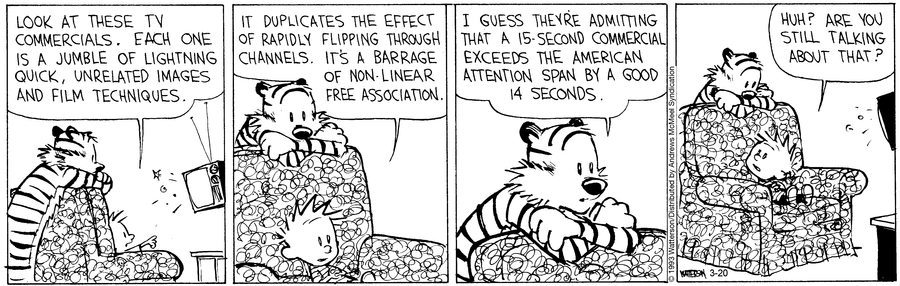 LOOK AT THESE TV
COMMERCIALS. EACH ONE
IS A JUMBLE OF LIGHTNING
QUICK, UNRELATED IMAGES
AND FILM TECHNIQUES.
IT DUPLICATES THE EFFECT
OF RAPIDLY FLIPPING THROUGH
CHANNELS. IT'S A BARRAGE
OF NON-LINEAR
FREE ASSOCIATION.
I GUESS THEY'RE ADMITTING
THAT A 15-SECOND COMMERCIAL
EXCEEDS THE AMERICAN
ATTENTION SPAN BY A GOOD
14 SECONDS.
© 1993 Watterson/Distributed by Andrews McMeel Syndication
HUH? ARE YOU
STILL TALKING
ABOUT THAT?
WATTERSON 3-20